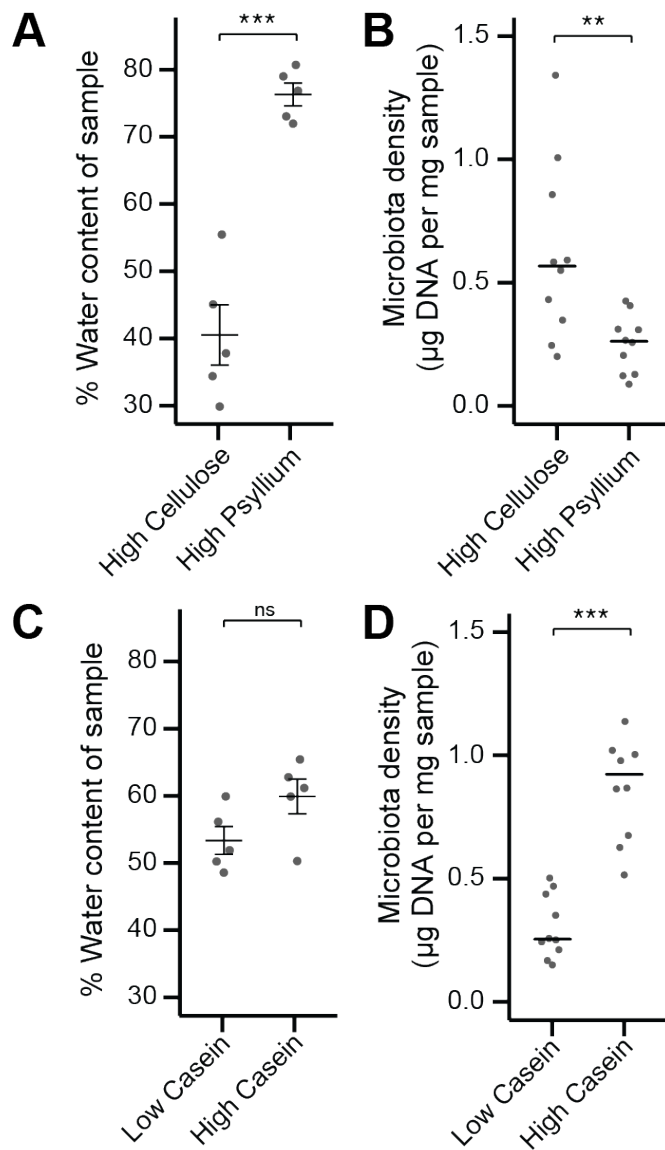 A
% Water content of sample
80
70
60
50
40
30
***
High Cellulose
High Psyllium
B
Microbiota density
(µg DNA per mg sample)
1.5
1.0
0.5
0.0
**
High Cellulose
High Psyllium
C
% Water content of sample
80
70
60
50
40
30
ns
Low Casein
High Casein
D
Microbiota density
(µg DNA per mg sample)
1.5
1.0
0.5
0.0
***
Low Casein
High Casein